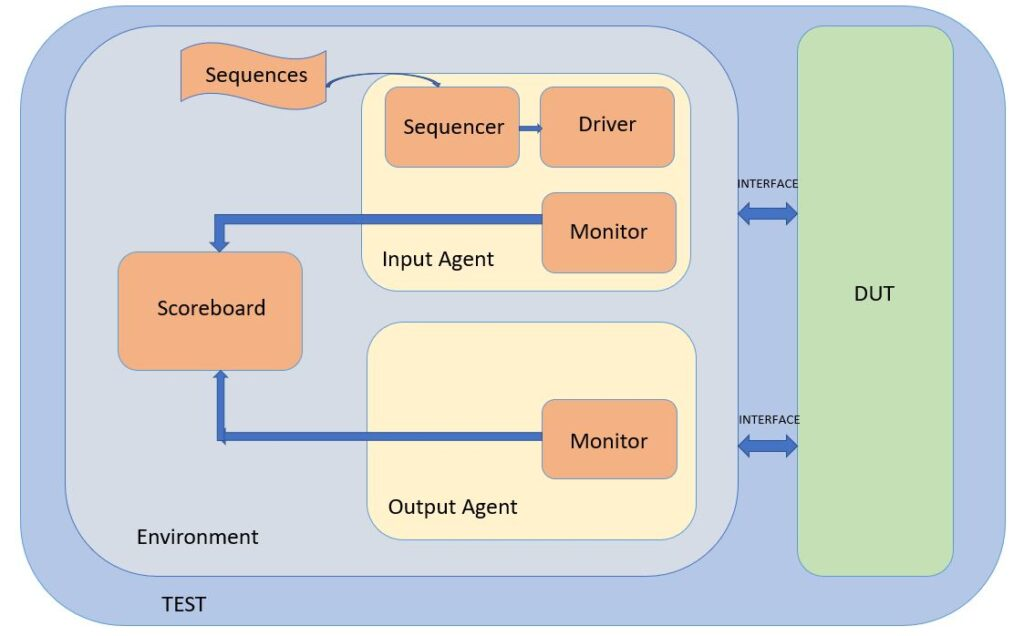 Sequences
Sequencer
Driver
INTERFACE
Monitor
Input Agent
DUT
Scoreboard
INTERFACE
Monitor
Output Agent
Environment
TEST